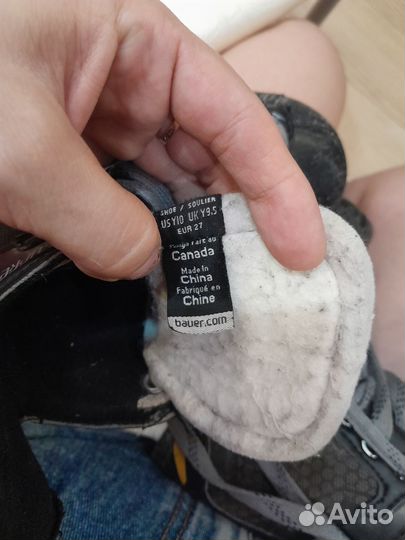 SHOE / SOULIER
US Y10 UK Y9.5
EUR 27
Canada
Made in
China
Fabriqué en
Chine
bauer.com
Avito